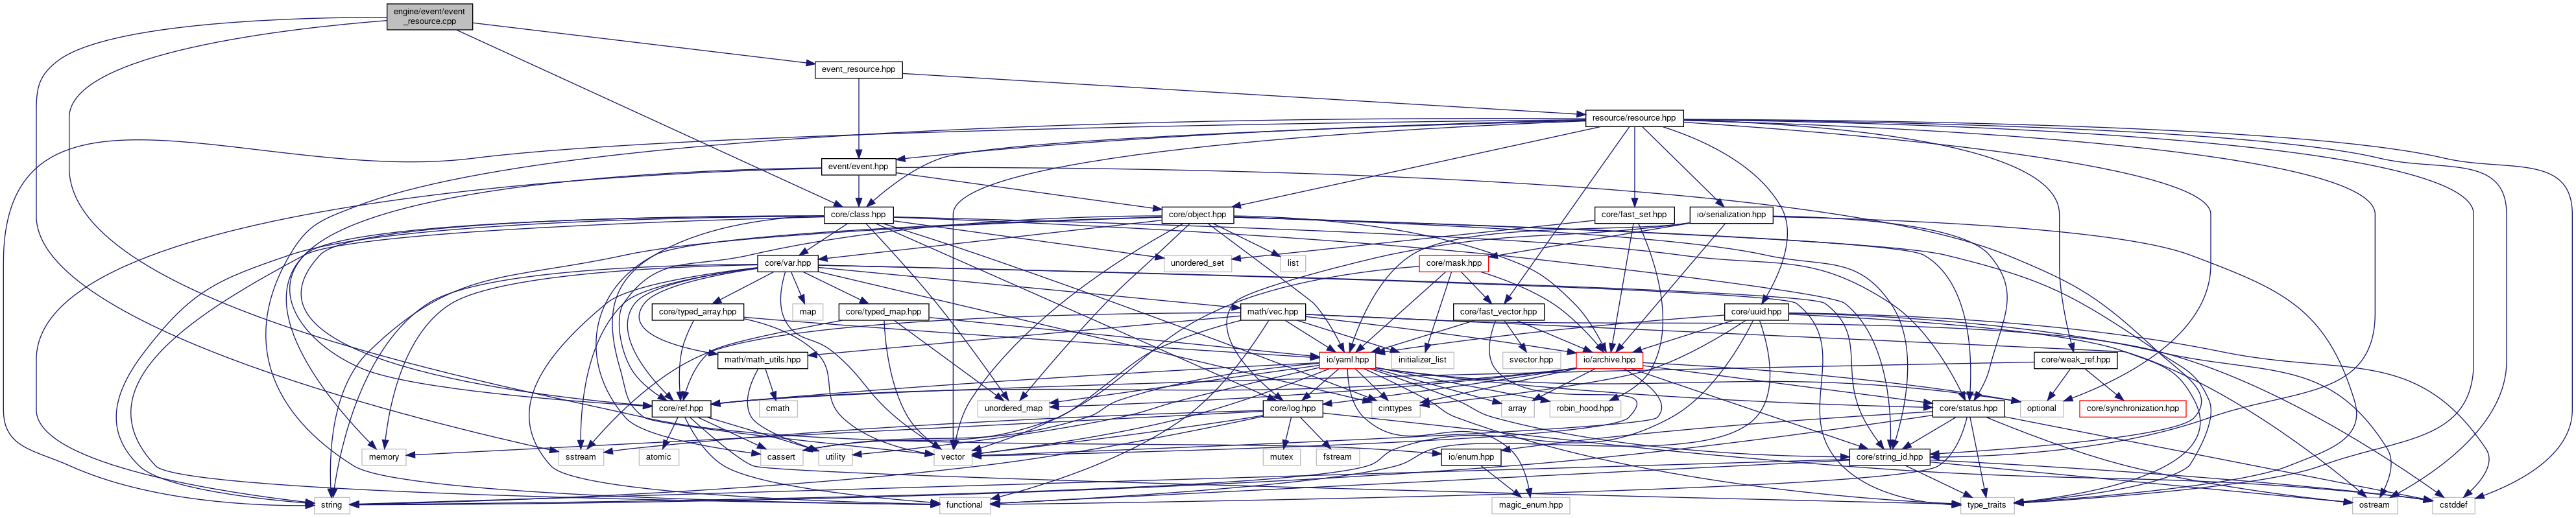 engine/event/event
_resource.cpp
event_resource.hpp
resource/resource.hpp
event/event.hpp
core/class.hpp
core/object.hpp
core/fast_set.hpp
io/serialization.hpp
core/var.hpp
unordered_set
list
core/mask.hpp
core/typed_array.hpp
map
core/typed_map.hpp
math/vec.hpp
core/fast_vector.hpp
core/uuid.hpp
math/math_utils.hpp
io/yaml.hpp
initializer_list
svector.hpp
io/archive.hpp
core/weak_ref.hpp
core/ref.hpp
cmath
unordered_map
core/log.hpp
cinttypes
array
robin_hood.hpp
core/status.hpp
optional
core/synchronization.hpp
memory
sstream
atomic
cassert
utility
vector
mutex
fstream
io/enum.hpp
core/string_id.hpp
string
functional
magic_enum.hpp
type_traits
ostream
cstddef